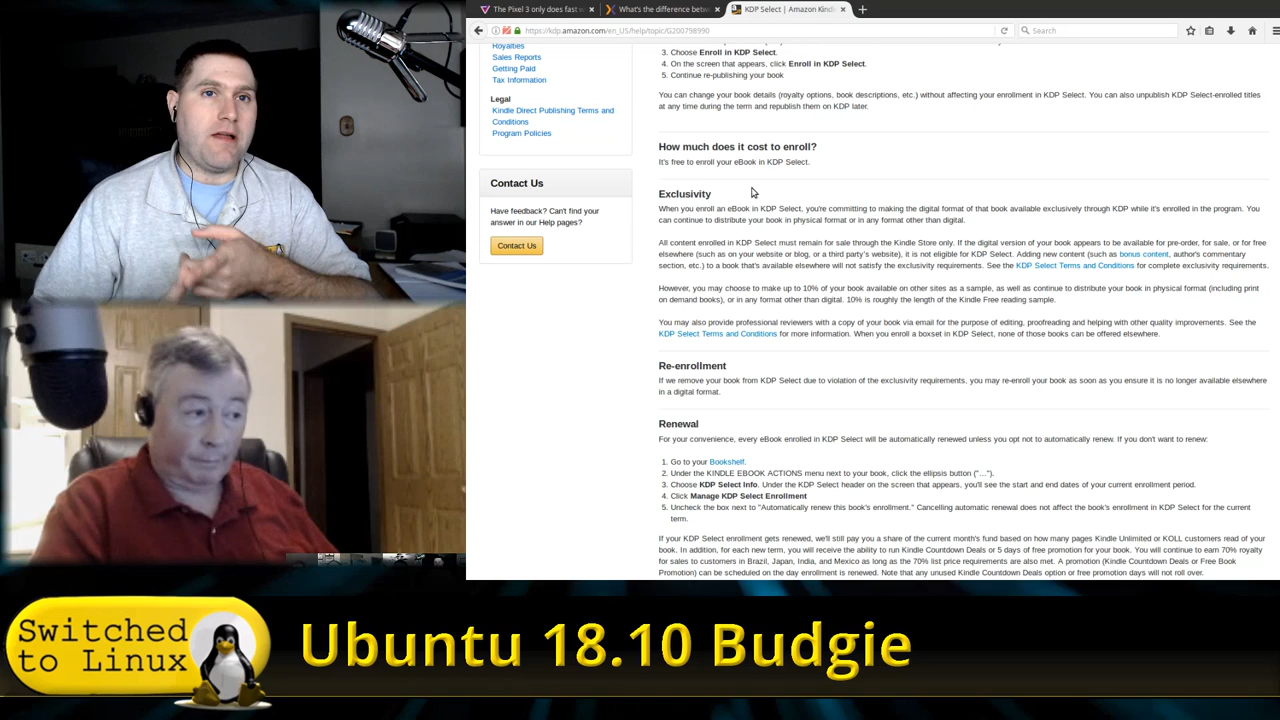 The Pixel 3 only does fast w
What's the difference betw
KDP Select | Amazon Kindl
https://kdp.amazon.com/en_US/help/topic/G200798990
Search
Royalties
Sales Reports
Getting Paid
Tax Information
Legal
Kindle Direct Publishing Terms and
Conditions
Program Policies
Contact Us
Have feedback? Can't find your
answer in our Help pages?
Contact Us
3. Choose Enroll in KDP Select.
4. On the screen that appears, click Enroll in KDP Select.
5. Continue re-publishing your book
You can change your book details (royalty options, book descriptions, etc.) without affecting your enrollment in KDP Select. You can also unpublish KDP Select-enrolled titles
at any time during the term and republish them on KDP later.
How much does it cost to enroll?
It's free to enroll your eBook in KDP Select.
Exclusivity
When you enroll an eBook in KDP Select, you're committing to making the digital format of that book available exclusively through KDP while it's enrolled in the program. You
can continue to distribute your book in physical format or in any format other than digital.
All content enrolled in KDP Select must remain for sale through the Kindle Store only. If the digital version of your book appears to be available for pre-order, for sale, or for free
elsewhere (such as on your website or blog, or a third party's website), it is not eligible for KDP Select. Adding new content (such as bonus content, author's commentary
section, etc.) to a book that's available elsewhere will not satisfy the exclusivity requirements. See the KDP Select Terms and Conditions for complete exclusivity requirements.
However, you may choose to make up to 10% of your book available on other sites as a sample, as well as continue to distribute your book in physical format (including print
on demand books), or in any format other than digital. 10% is roughly the length of the Kindle Free reading sample.
You may also provide professional reviewers with a copy of your book via email for the purpose of editing, proofreading and helping with other quality improvements. See the
KDP Select Terms and Conditions for more information. When you enroll a boxset in KDP Select, none of those books can be offered elsewhere.
Re-enrollment
If we remove your book from KDP Select due to violation of the exclusivity requirements, you may re-enroll your book as soon as you ensure it is no longer available elsewhere
in a digital format.
Renewal
For your convenience, every eBook enrolled in KDP Select will be automatically renewed unless you opt not to automatically renew. If you don't want to renew:
1. Go to your Bookshelf.
2. Under the KINDLE EBOOK ACTIONS menu next to your book, click the ellipsis button ("...").
3. Choose KDP Select Info. Under the KDP Select header on the screen that appears, you'll see the start and end dates of your current enrollment period.
4. Click Manage KDP Select Enrollment
5. Uncheck the box next to "Automatically renew this book's enrollment." Cancelling automatic renewal does not affect the book's enrollment in KDP Select for the current
term.
If your KDP Select enrollment gets renewed, we'll still pay you a share of the current month's fund based on how many pages Kindle Unlimited or KOLL customers read of your
book. In addition, for each new term, you will receive the ability to run Kindle Countdown Deals or 5 days of free promotion for your book. You will continue to earn 70% royalty
for sales to customers in Brazil, Japan, India, and Mexico as long as the 70% list price requirements are also met. A promotion (Kindle Countdown Deals or Free Book
Promotion) can be scheduled on the day enrollment is renewed. Note that any unused Kindle Countdown Deals option or free promotion days will not roll over.
Switched
to Linux
Ubuntu 18.10 Budgie